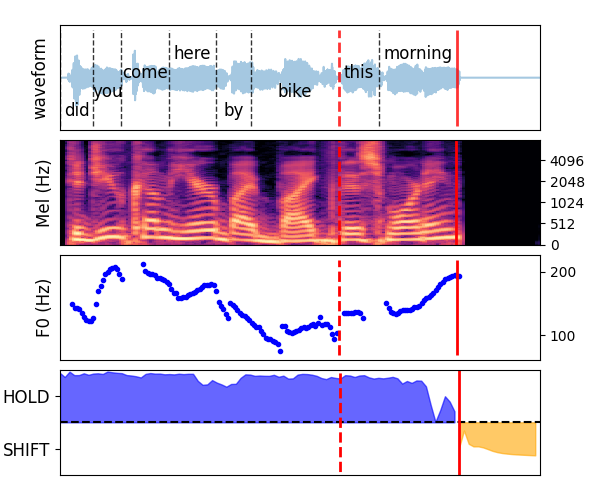 waveform
did
you
come
here
by
bike
this
morning
Mel (Hz)
4096
2048
1024
512
0
F0 (Hz)
200
100
HOLD
SHIFT